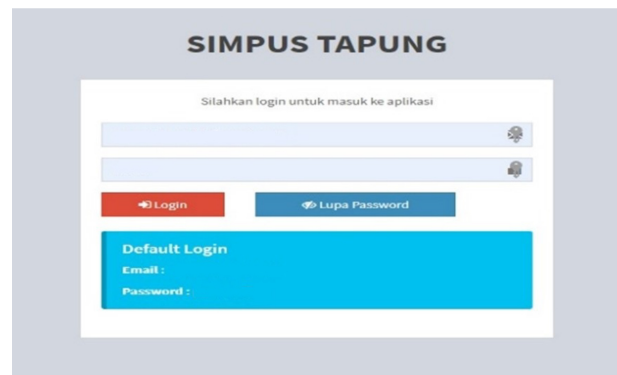 SIMPUS TAPUNG
Silahkan login untuk masuk ke aplikasi
Login
Lupa Password
Default Login
Email :
Password :